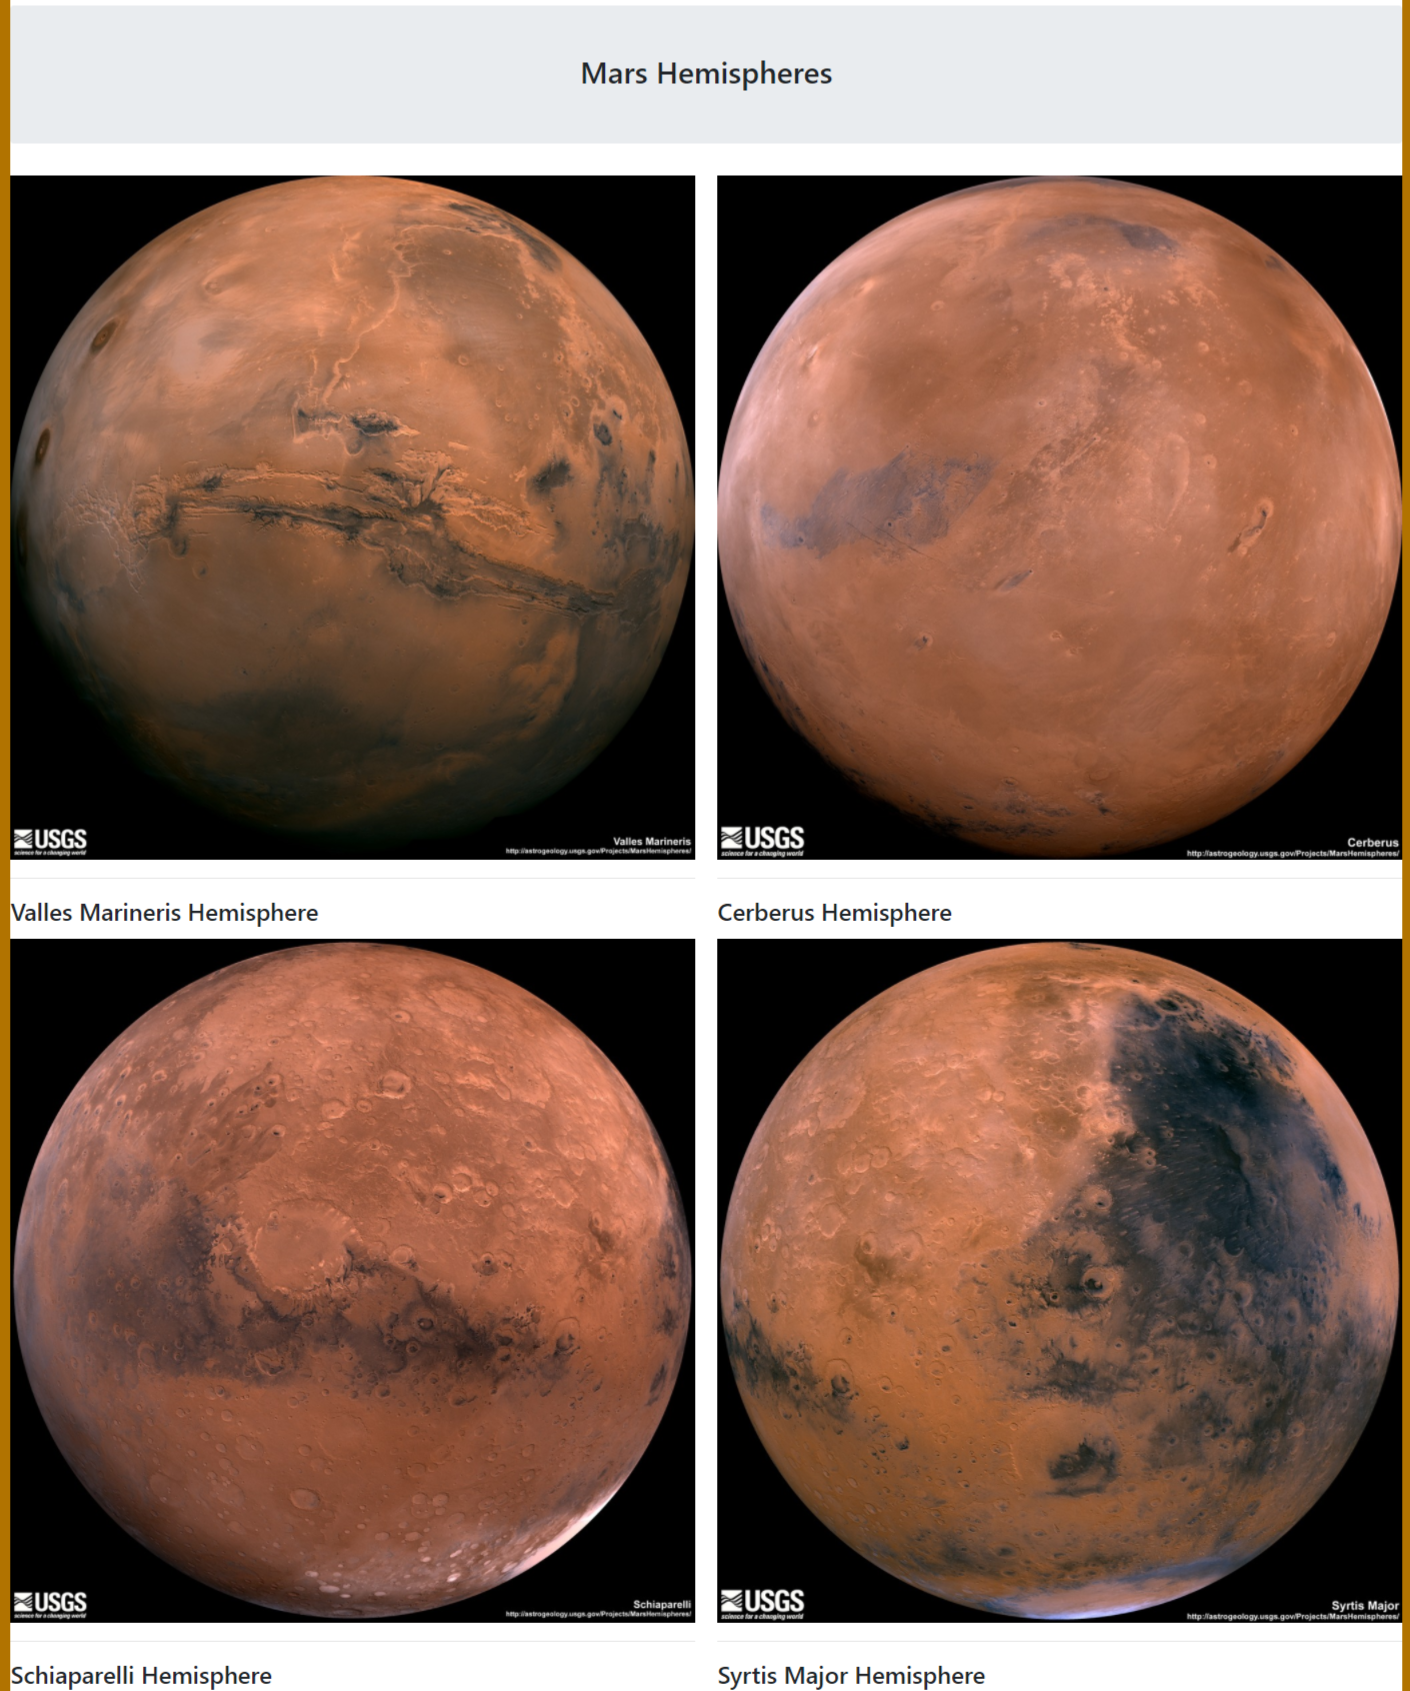 Mars Hemispheres
USGS
science for a changing world
Valles Marineris
http://astrogeology.usgs.gov/Projects/MarsHemispheres/
USGS
science for a changing world
Cerberus
http://astrogeology.usgs.gov/Projects/MarsHemispheres/
Valles Marineris Hemisphere
Cerberus Hemisphere
USGS
science for a changing world
Schiaparelli
http://astrogeology.usgs.gov/Projects/MarsHemispheres/
USGS
science for a changing world
Syrtis Major
http://astrogeology.usgs.gov/Projects/MarsHemispheres/
Schiaparelli Hemisphere
Syrtis Major Hemisphere